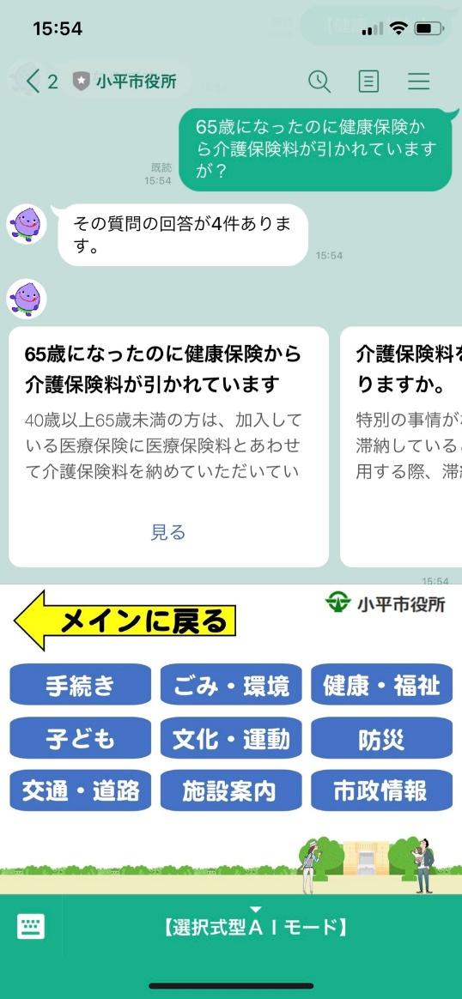 15:54
2
小平市役所
65歳になったのに健康保険か
ら介護保険料が引かれています
が？
既読
15:54
その質問の回答が4件ありま
す。
15:54
65歳になったのに健康保険から
介護保険料が引かれています
40歳以上65歳未満の方は、加入して
いる医療保険に医療保険料とあわせ
て介護保険料を納めていただいてい
見る
介護保険料を
りますか。
特別の事情が
滞納している
用する際、滞
15:54
メインに戻る
小平市役所
手続き
ごみ・環境
健康・福祉
子ども
文化・運動
防災
交通・道路
施設案内
市政情報
【選択式型ＡＩモード】